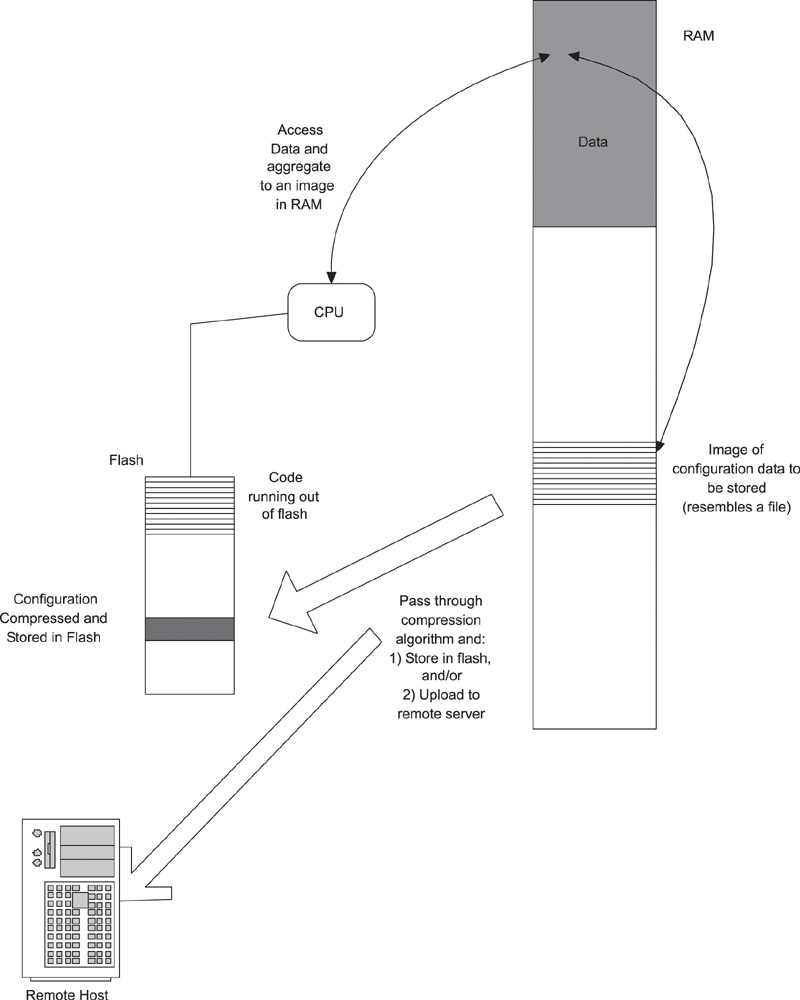 RAM
Access
Data and
aggregate
to an image
in RAM
Data
CPU
Flash
Code
running out
of flash
Image of
configuration data to
be stored
(resembles a file)
Configuration
Compressed and
Stored in Flash
Pass through
compression
algorithm and:
1) Store in flash,
and/or
2) Upload to
remote server
Remote Host